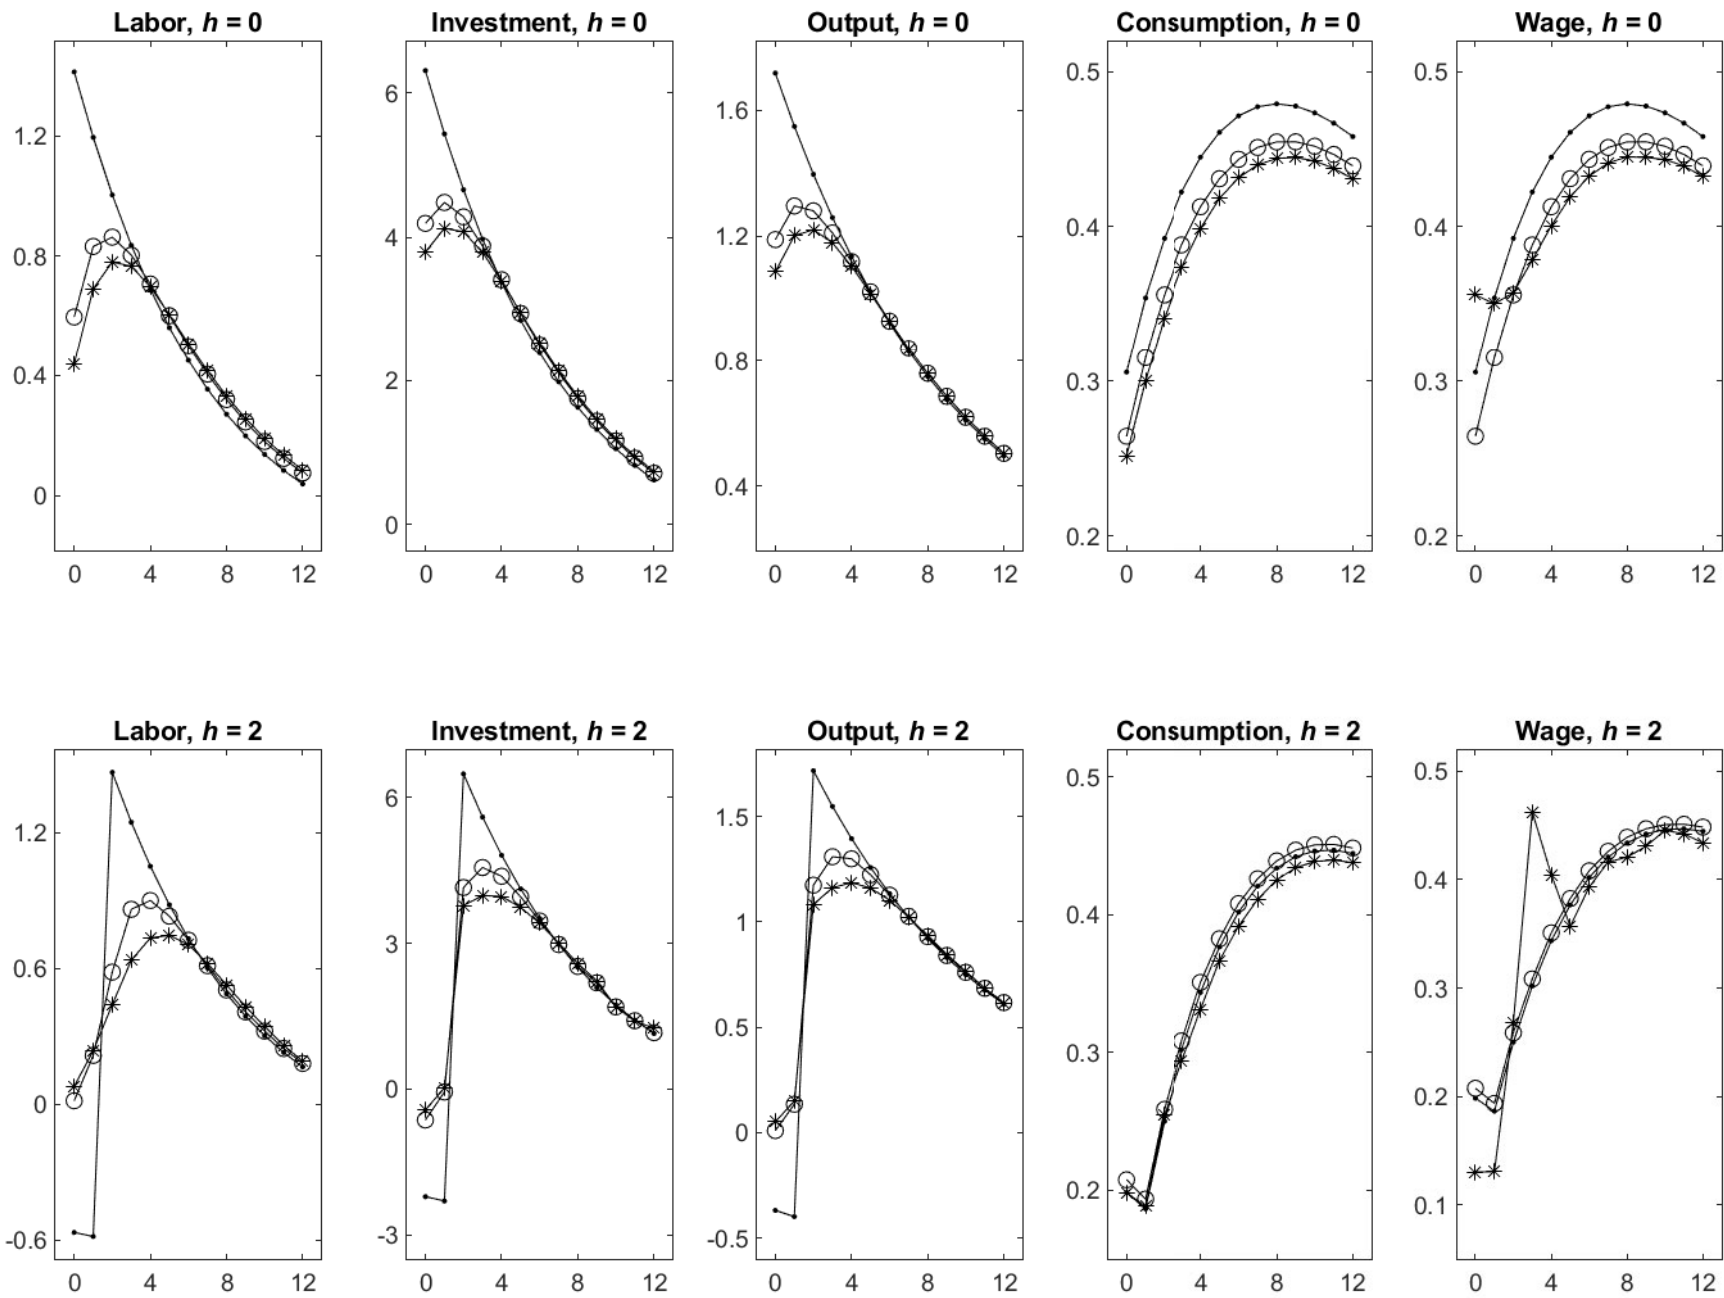 Labor, h = 0 Investment, h = 0 Output, h = 0 Consumption, h = 0 Wage, h = 0
1.2 0.8 0.4 0
6 4 2 0
1.6 1.2 0.8 0.4
0.5 0.4 0.3 0.2
0.5 0.4 0.3 0.2
0 4 8 12 0 4 8 12 0 4 8 12 0 4 8 12 0 4 8 12
Labor, h = 2 Investment, h = 2 Output, h = 2 Consumption, h = 2 Wage, h = 2
1.2 0.6 0 -0.6
6 3 0 -3
1.5 1 0.5 0 -0.5
0.5 0.4 0.3 0.2
0.5 0.4 0.3 0.2 0.1
0 4 8 12 0 4 8 12 0 4 8 12 0 4 8 12 0 4 8 12